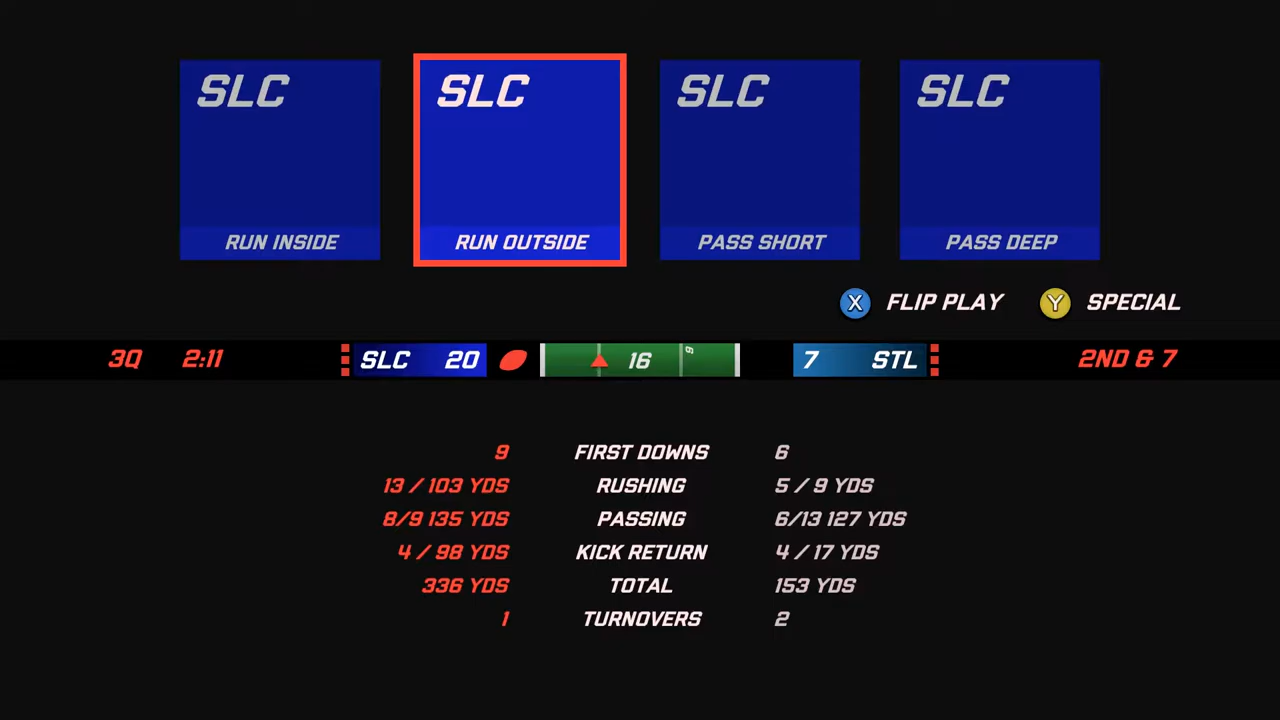 SLC SLC SLC SLC
RUN INSIDE RUN OUTSIDE PASS SHORT PASS DEEP
X FLIP PLAY Y SPECIAL
3Q 2:11 SLC 20 16 7 STL 2ND & 7
9 FIRST DOWNS 6
13 / 103 YDS RUSHING 5 / 9 YDS
8/9 135 YDS PASSING 6/13 127 YDS
4 / 98 YDS KICK RETURN 4 / 17 YDS
336 YDS TOTAL 153 YDS
1 TURNOVERS 2